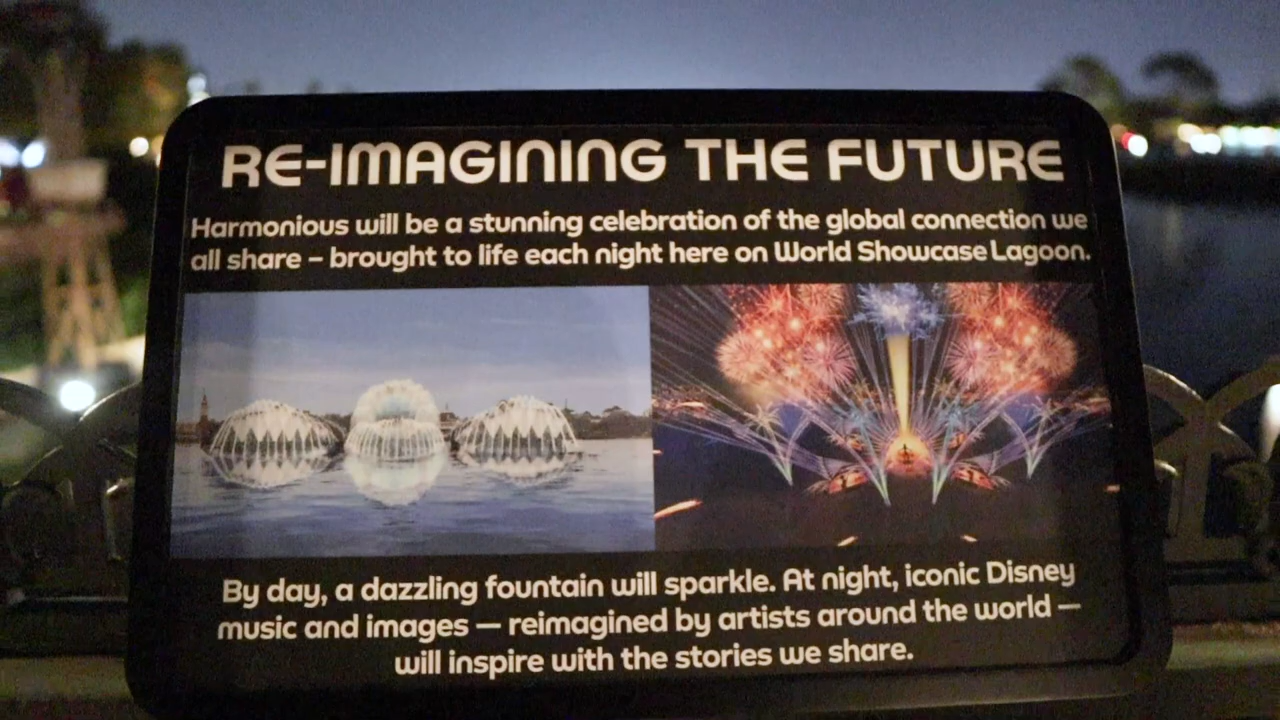 RE-IMAGINING THE FUTURE
Harmonious will be a stunning celebration of the global connection we
all share – brought to life each night here on World Showcase Lagoon.
By day, a dazzling fountain will sparkle. At night, iconic Disney
music and images — reimagined by artists around the world —
will inspire with the stories we share.